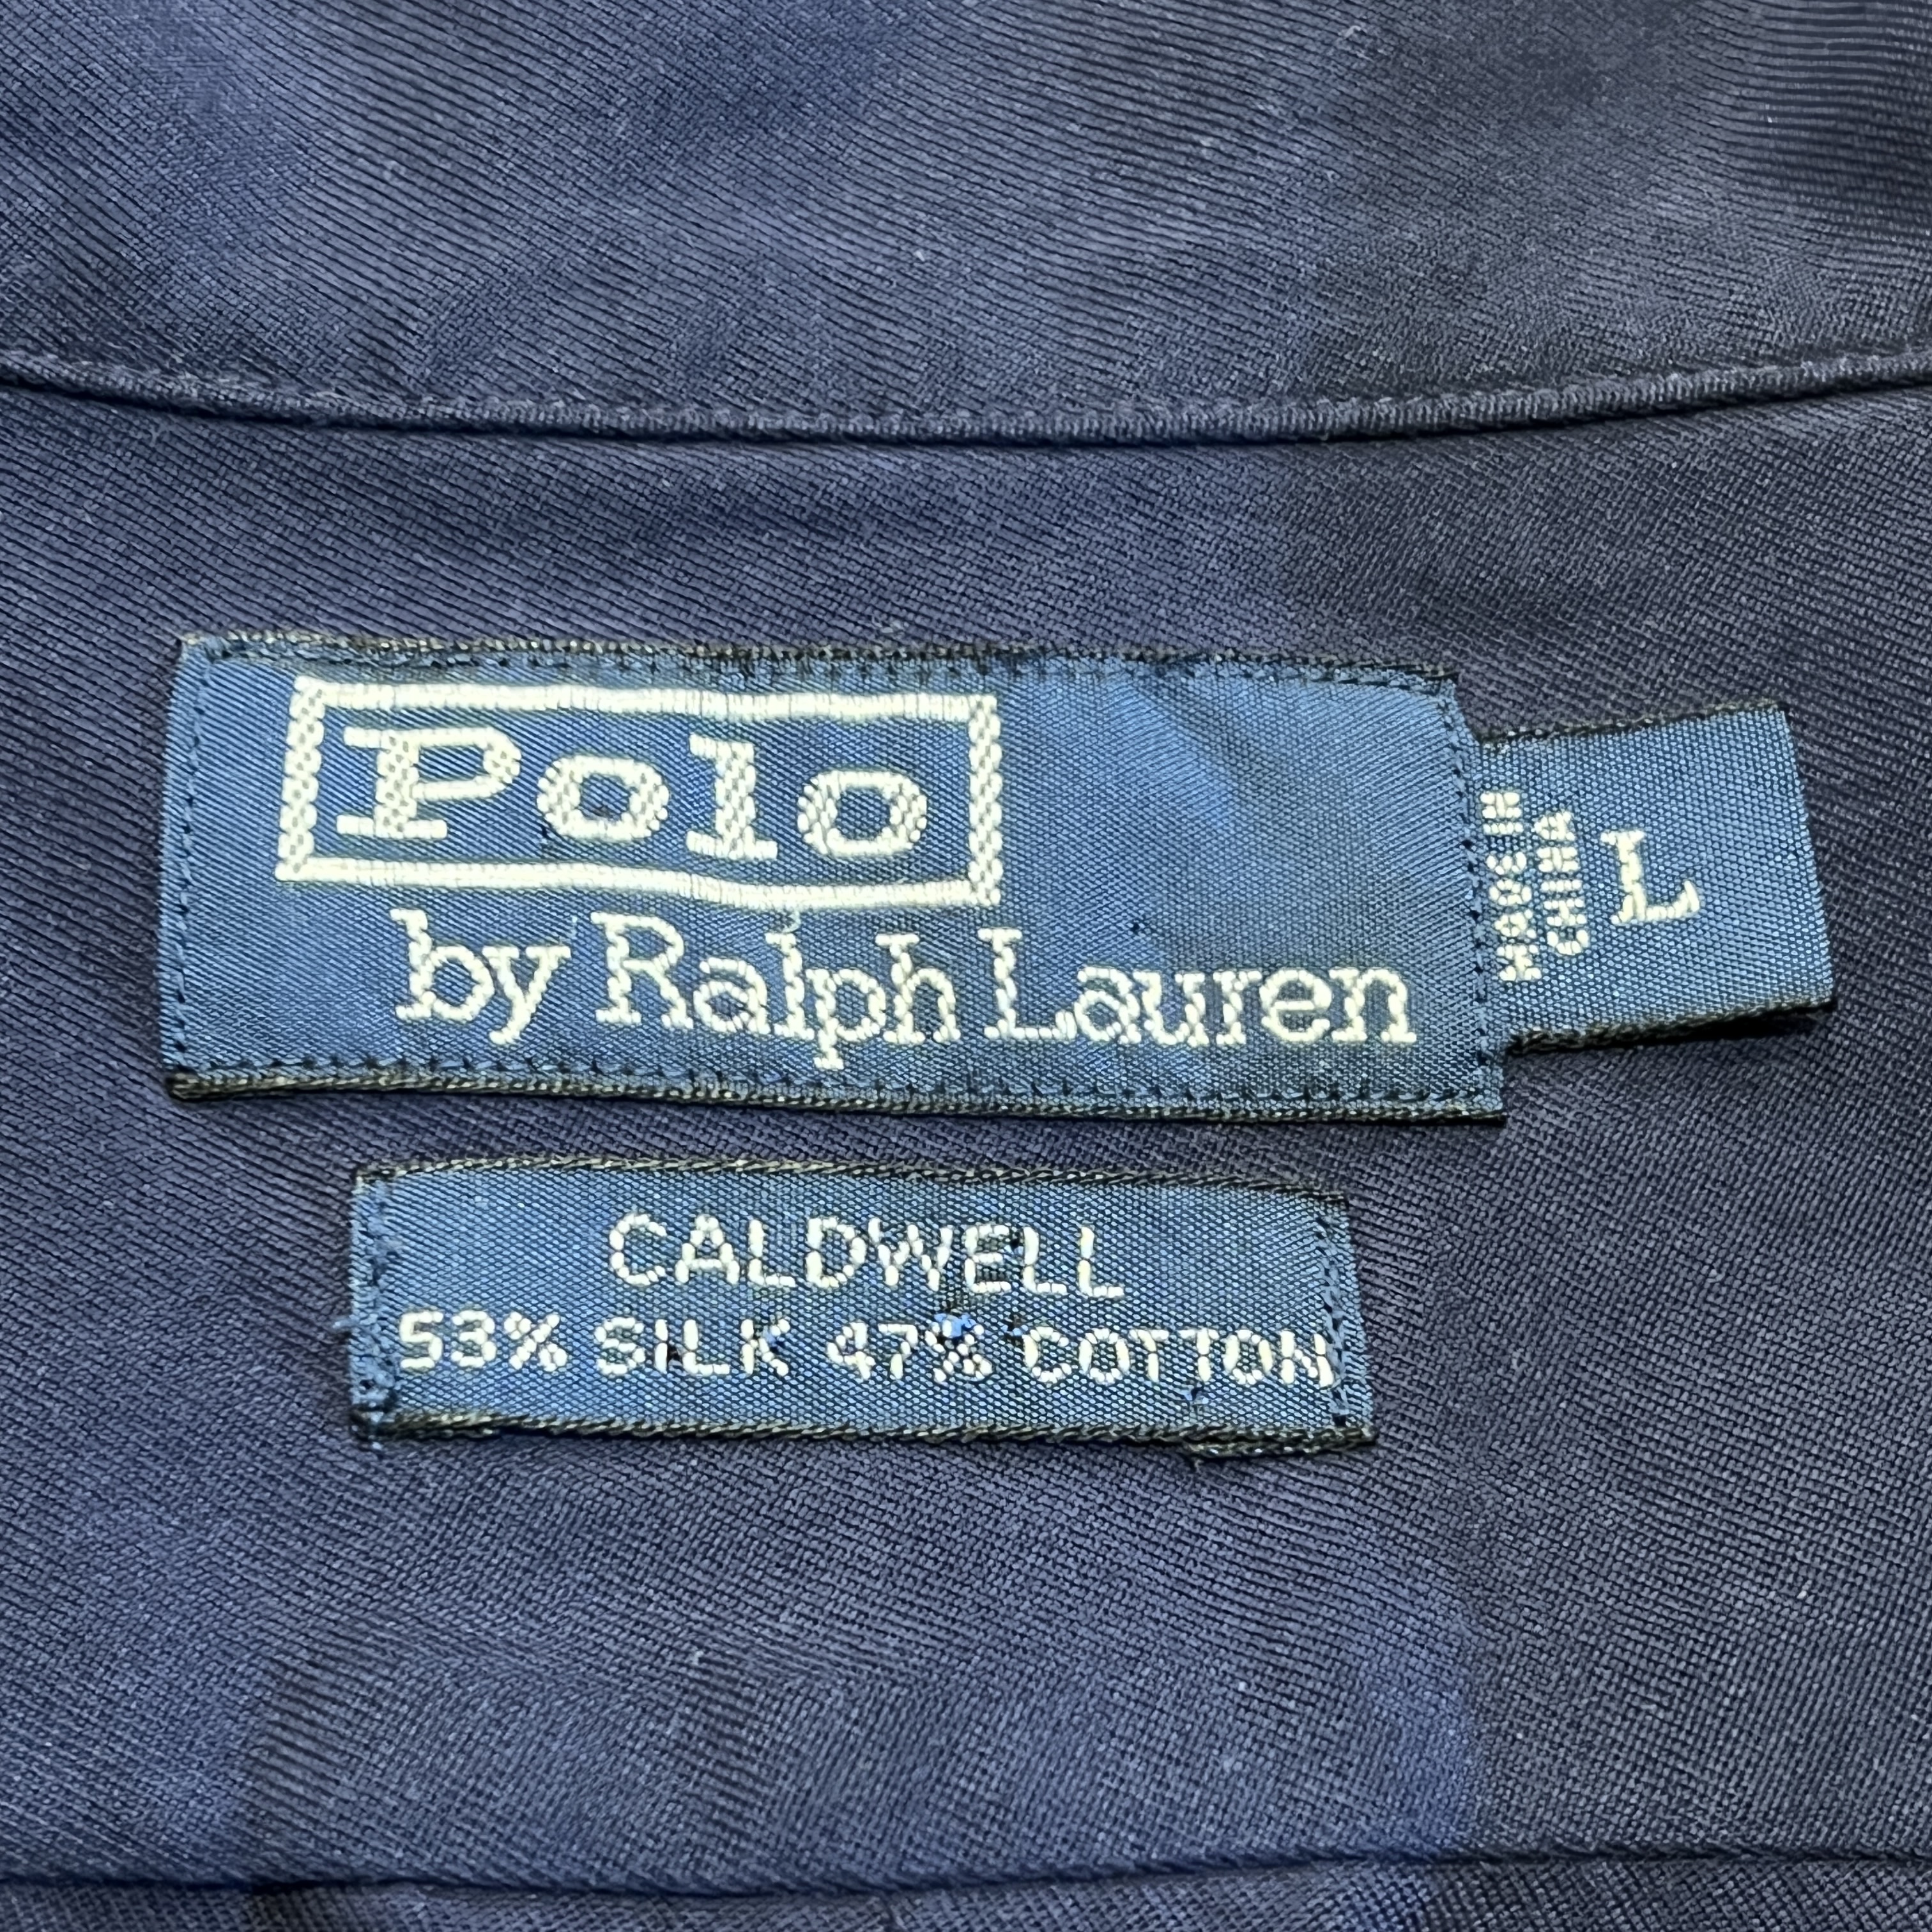 Polo
by Ralph Lauren
MADE IN
CHINA
L
CALDWELL
53% SILK 47% COTTON